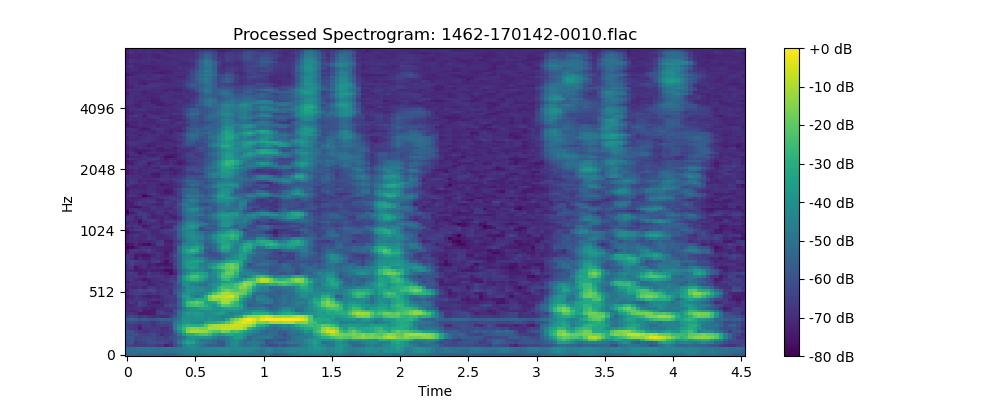 Processed Spectrogram: 1462-170142-0010.flac
Hz
4096
2048
1024
512
0
0 0.5 1 1.5 2 2.5 3 3.5 4 4.5
Time
+0 dB
-10 dB
-20 dB
-30 dB
-40 dB
-50 dB
-60 dB
-70 dB
-80 dB